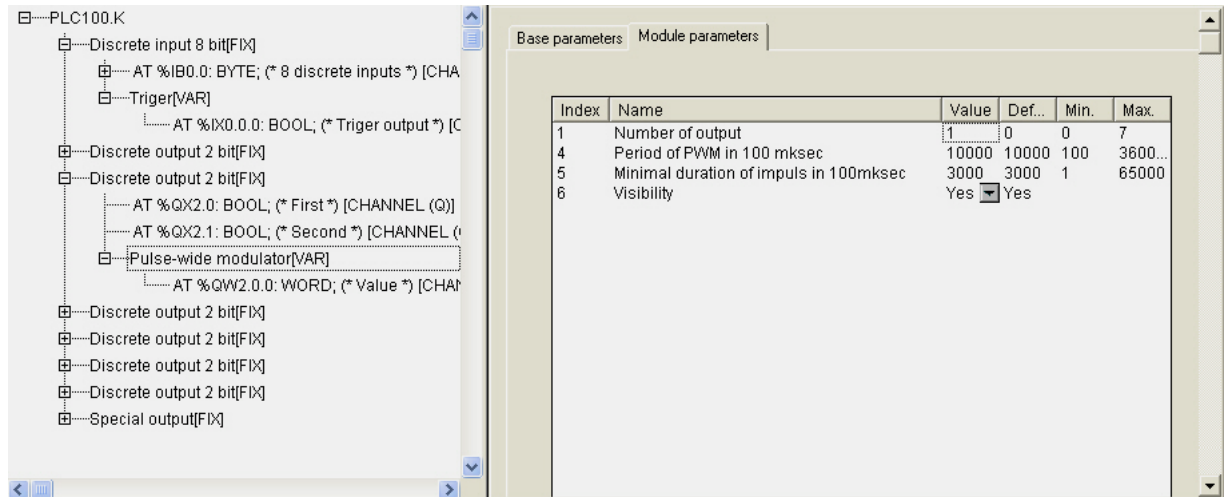 PLC100.K
Discrete input 8 bit[FIX]
AT %IB0.0: BYTE; (* 8 discrete inputs *) [CHA
Triger[VAR]
AT %IX0.0.0: BOOL; (* Triger output *) [C
Discrete output 2 bit[FIX]
Discrete output 2 bit[FIX]
AT %QX2.0: BOOL; (* First *) [CHANNEL (Q)]
AT %QX2.1: BOOL; (* Second *) [CHANNEL (
Pulse-wide modulator[VAR]
AT %QW2.0.0: WORD; (* Value *) [CHAN
Discrete output 2 bit[FIX]
Discrete output 2 bit[FIX]
Discrete output 2 bit[FIX]
Discrete output 2 bit[FIX]
Special output[FIX]
Base parameters Module parameters
Index Name Value Def... Min. Max.
1 Number of output 1 0 0 7
4 Period of PWM in 100 mksec 10000 10000 100 3600...
5 Minimal duration of impuls in 100mksec 3000 3000 1 65000
6 Visibility Yes Yes